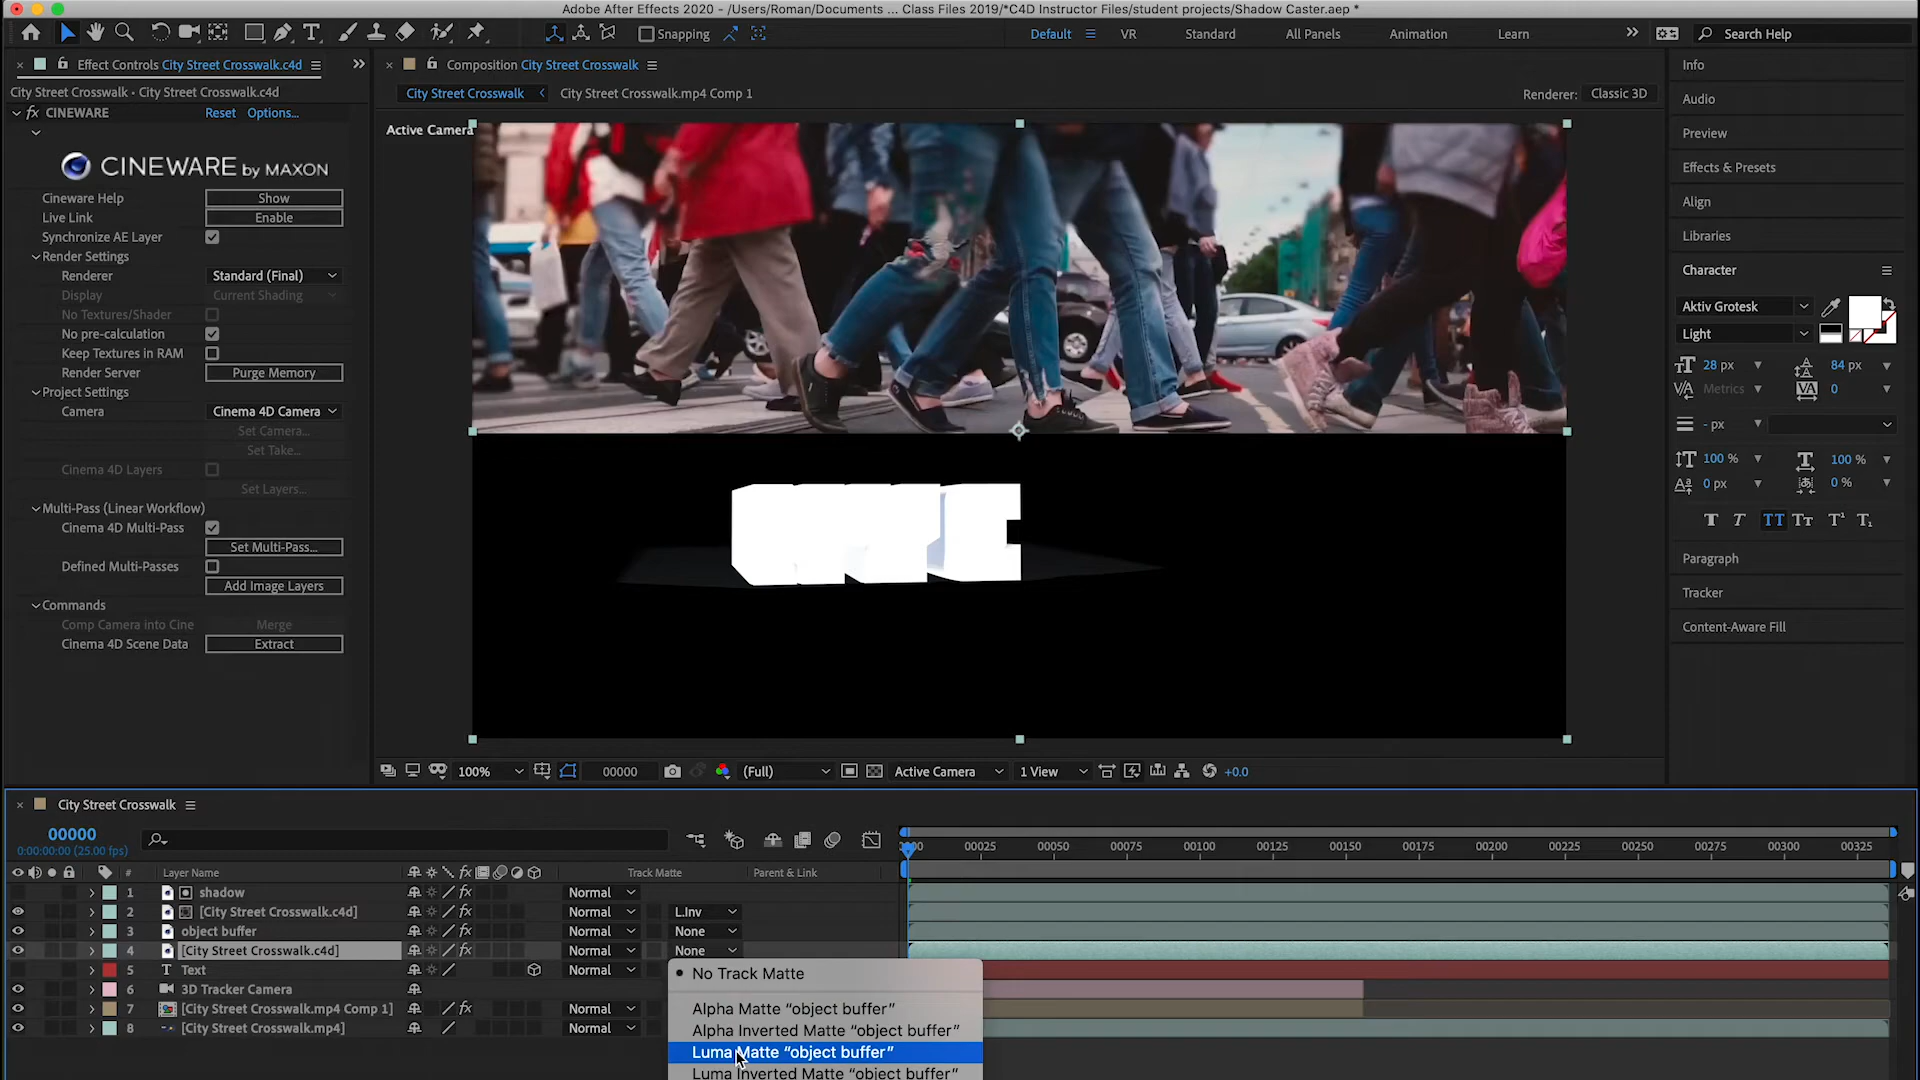 Adobe After Effects 2020 - /Users/Roman/Documents ... Class Files 2019/*C4D Instructor Files/student projects/Shadow Caster.aep *
Snapping
Default
VR
Standard
All Panels
Animation
Learn
Search Help
Effect Controls City Street Crosswalk.c4d
City Street Crosswalk • City Street Crosswalk.c4d
fx CINEWARE
Reset
Options...
CINEWARE by MAXON
Cineware Help
Show
Live Link
Enable
Synchronize AE Layer
Render Settings
Renderer
Standard (Final)
Display
Current Shading
No Textures/Shader
No pre-calculation
Keep Textures in RAM
Render Server
Purge Memory
Project Settings
Camera
Cinema 4D Camera
Set Camera...
Set Take...
Cinema 4D Layers
Set Layers...
Multi-Pass (Linear Workflow)
Cinema 4D Multi-Pass
Set Multi-Pass...
Defined Multi-Passes
Add Image Layers
Commands
Comp Camera into Cine
Merge
Cinema 4D Scene Data
Extract
Composition City Street Crosswalk
City Street Crosswalk
City Street Crosswalk.mp4 Comp 1
Renderer:
Classic 3D
Active Camera
100%
00000
(Full)
Active Camera
1 View
+0.0
Info
Audio
Preview
Effects & Presets
Align
Libraries
Character
Aktiv Grotesk
Light
28 px
84 px
Metrics
0
- px
100 %
100 %
0 px
0 %
T T TT Tт T¹ T₁
Paragraph
Tracker
Content-Aware Fill
City Street Crosswalk
00000
0:00:00:00 (25.00 fps)
00025 00050 00075 00100 00125 00150 00175 00200 00225 00250 00275 00300 00325
# Layer Name fx Track Matte Parent & Link
1 shadow fx Normal
2 [City Street Crosswalk.c4d] fx Normal L.Inv
3 object buffer fx Normal None
4 [City Street Crosswalk.c4d] fx Normal None
5 T Text Normal
6 3D Tracker Camera
7 [City Street Crosswalk.mp4 Comp 1] fx Normal
8 [City Street Crosswalk.mp4] Normal
No Track Matte
Alpha Matte “object buffer”
Alpha Inverted Matte “object buffer”
Luma Matte “object buffer”
Luma Inverted Matte “object buffer”